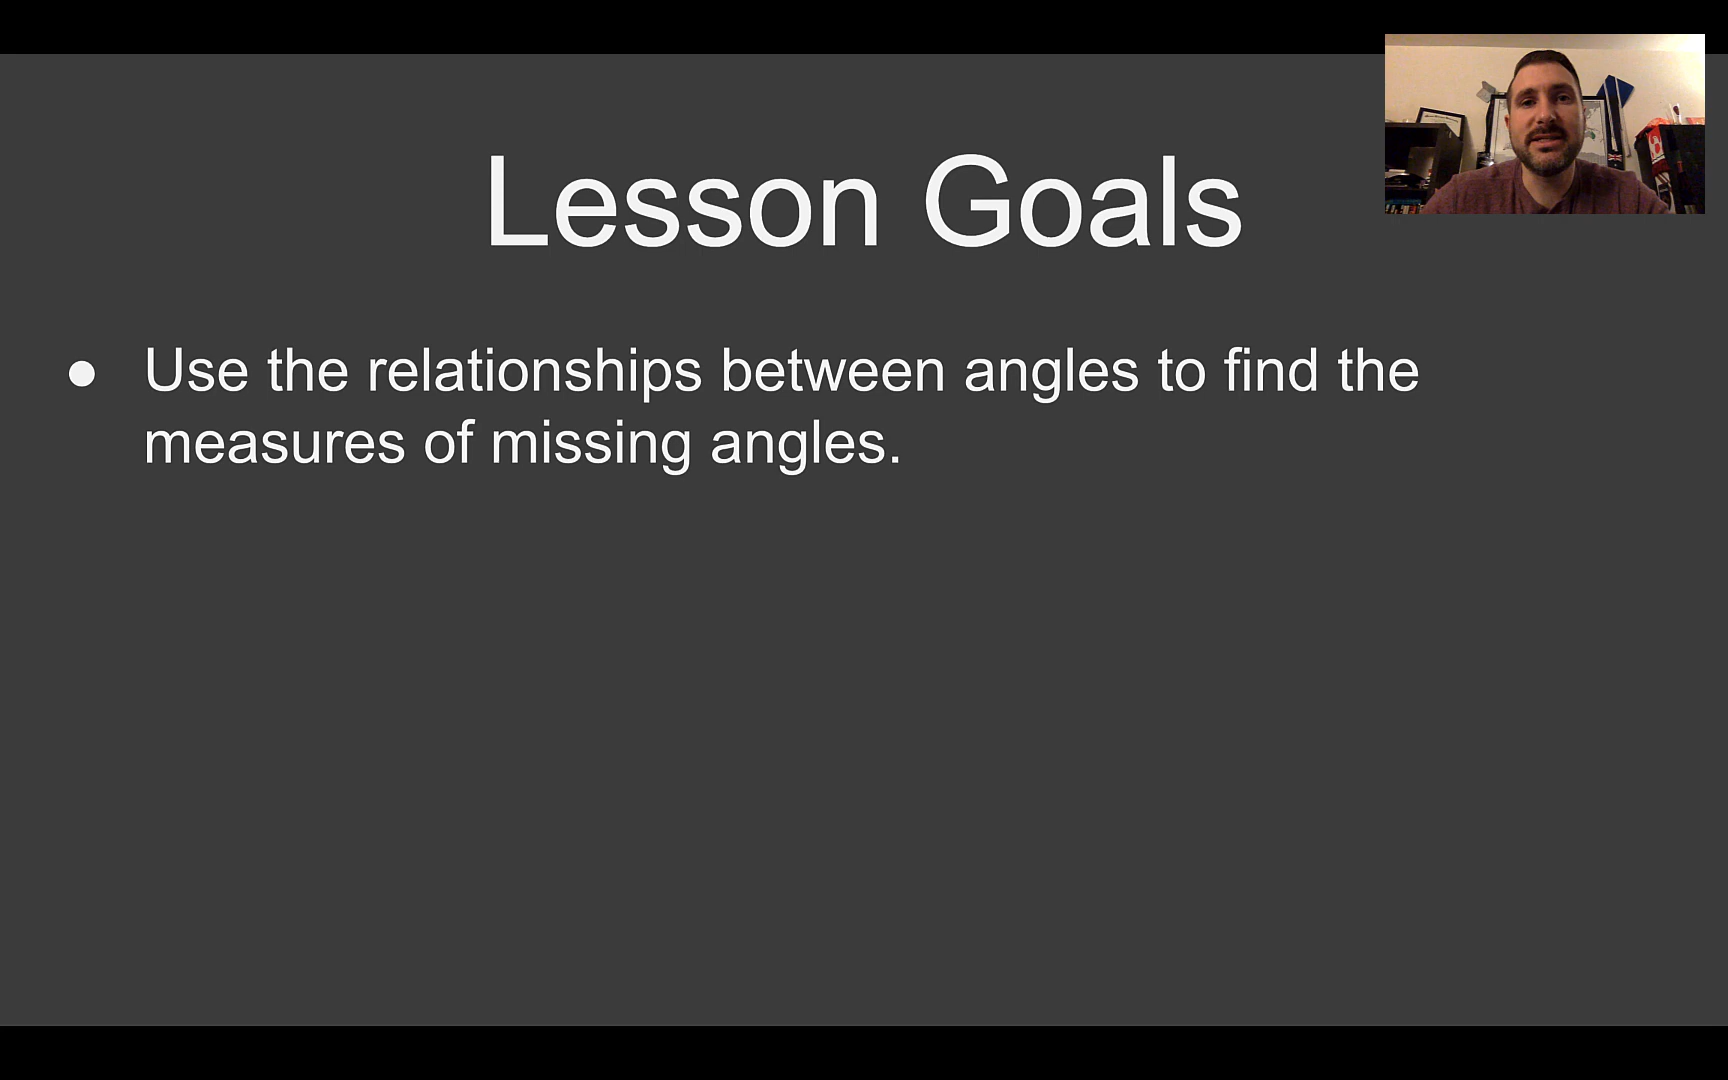 Lesson Goals
● Use the relationships between angles to find the
measures of missing angles.